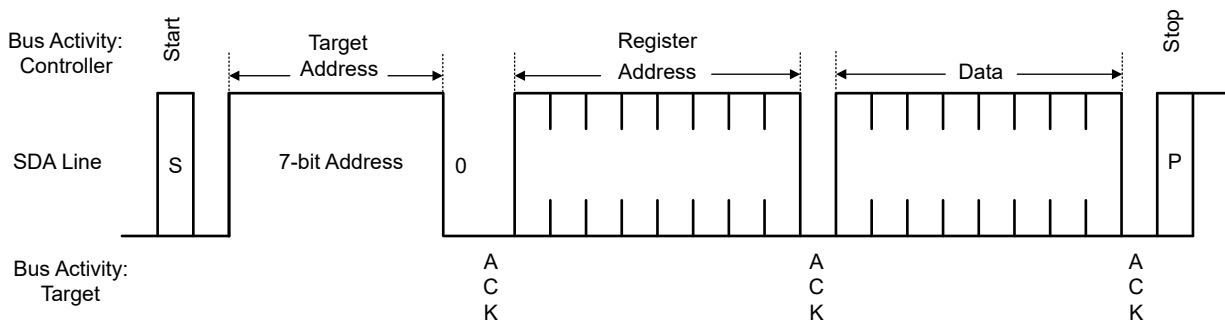 Bus Activity:
Controller
Start
Target
Address
Register
Address
Data
Stop
SDA Line
S
7-bit Address
0
P
Bus Activity:
Target
A
C
K
A
C
K
A
C
K